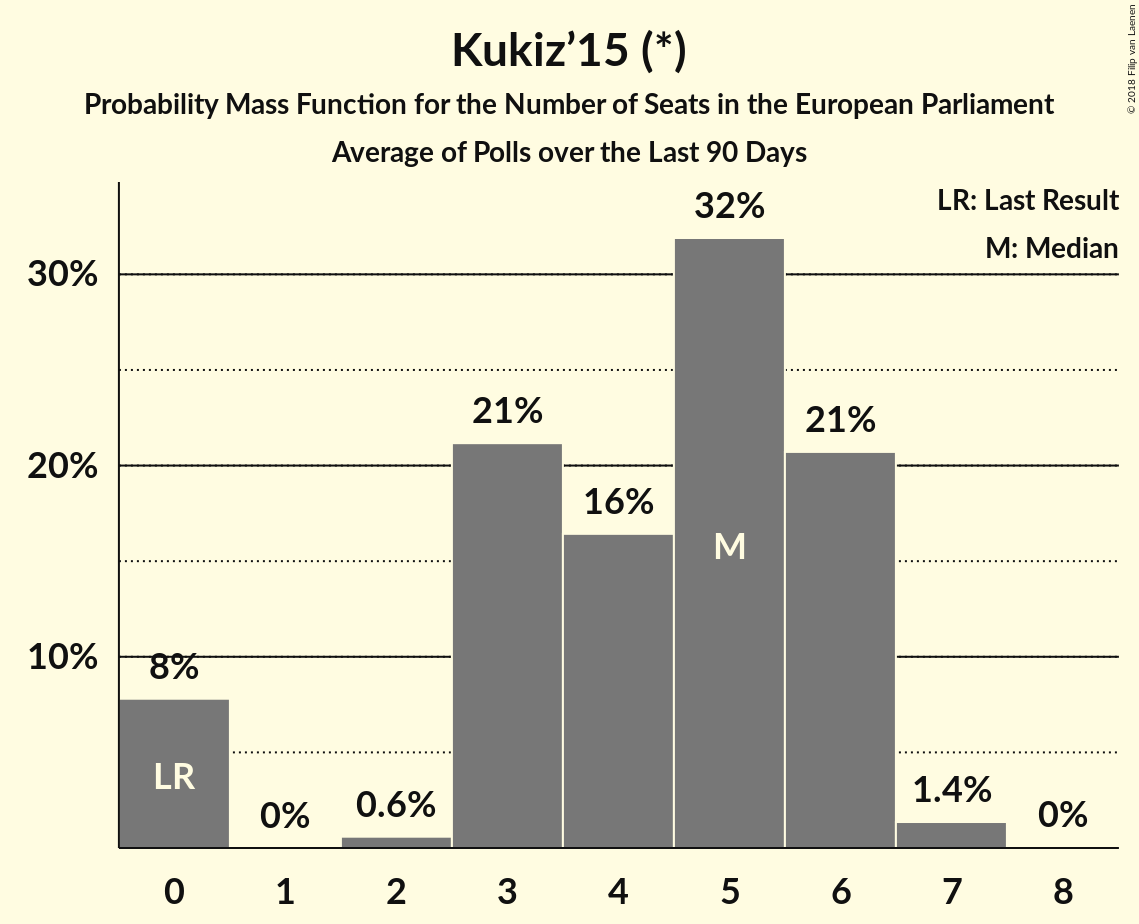 Kukiz’15 (*)
Probability Mass Function for the Number of Seats in the European Parliament
Average of Polls over the Last 90 Days
© 2018 Filip van Laenen
LR: Last Result
M: Median
30%
20%
10%
8%
0%
0.6%
21%
16%
32%
21%
1.4%
0%
LR
M
0 1 2 3 4 5 6 7 8